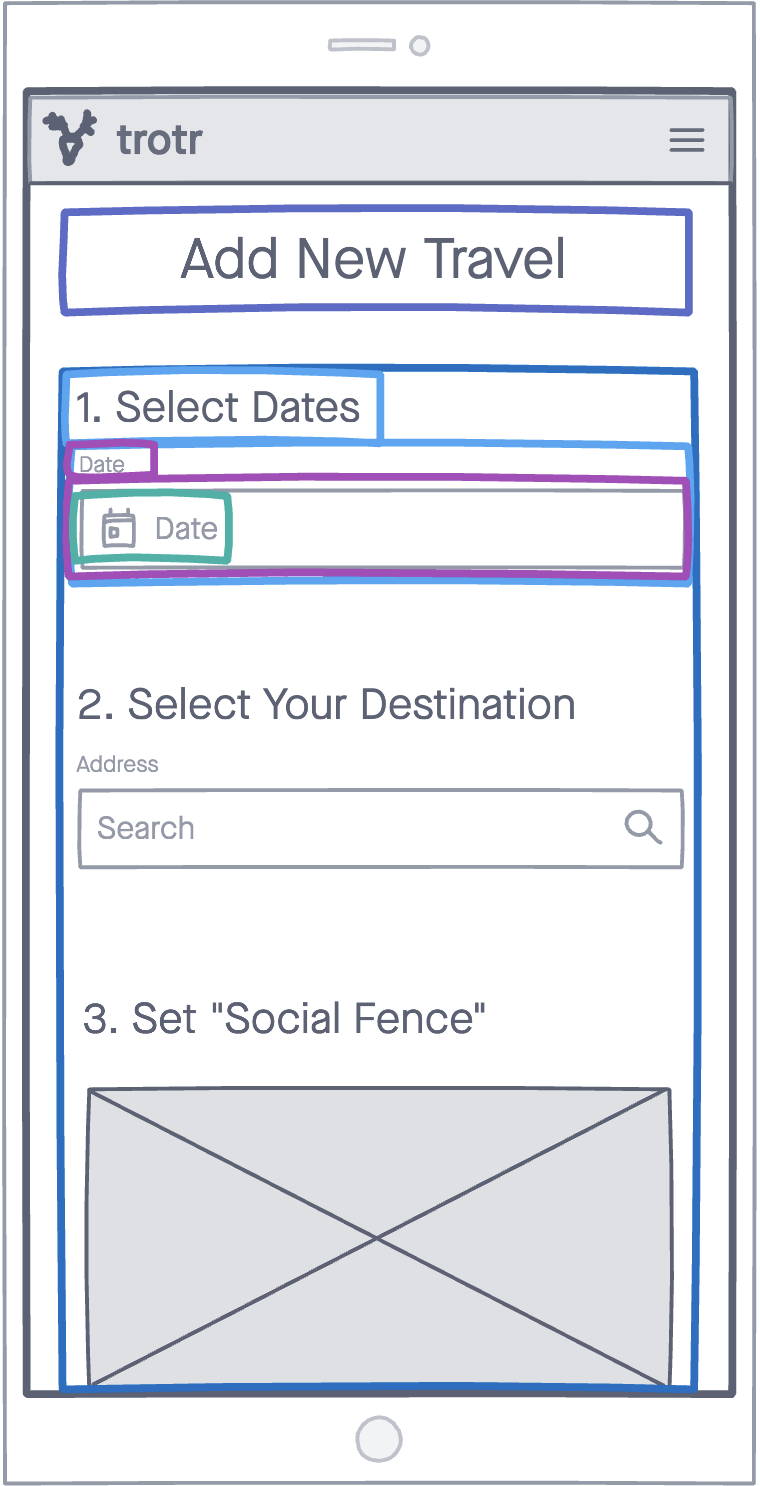 trotr
Add New Travel
1. Select Dates
Date
Date
2. Select Your Destination
Address
Search
3. Set "Social Fence"